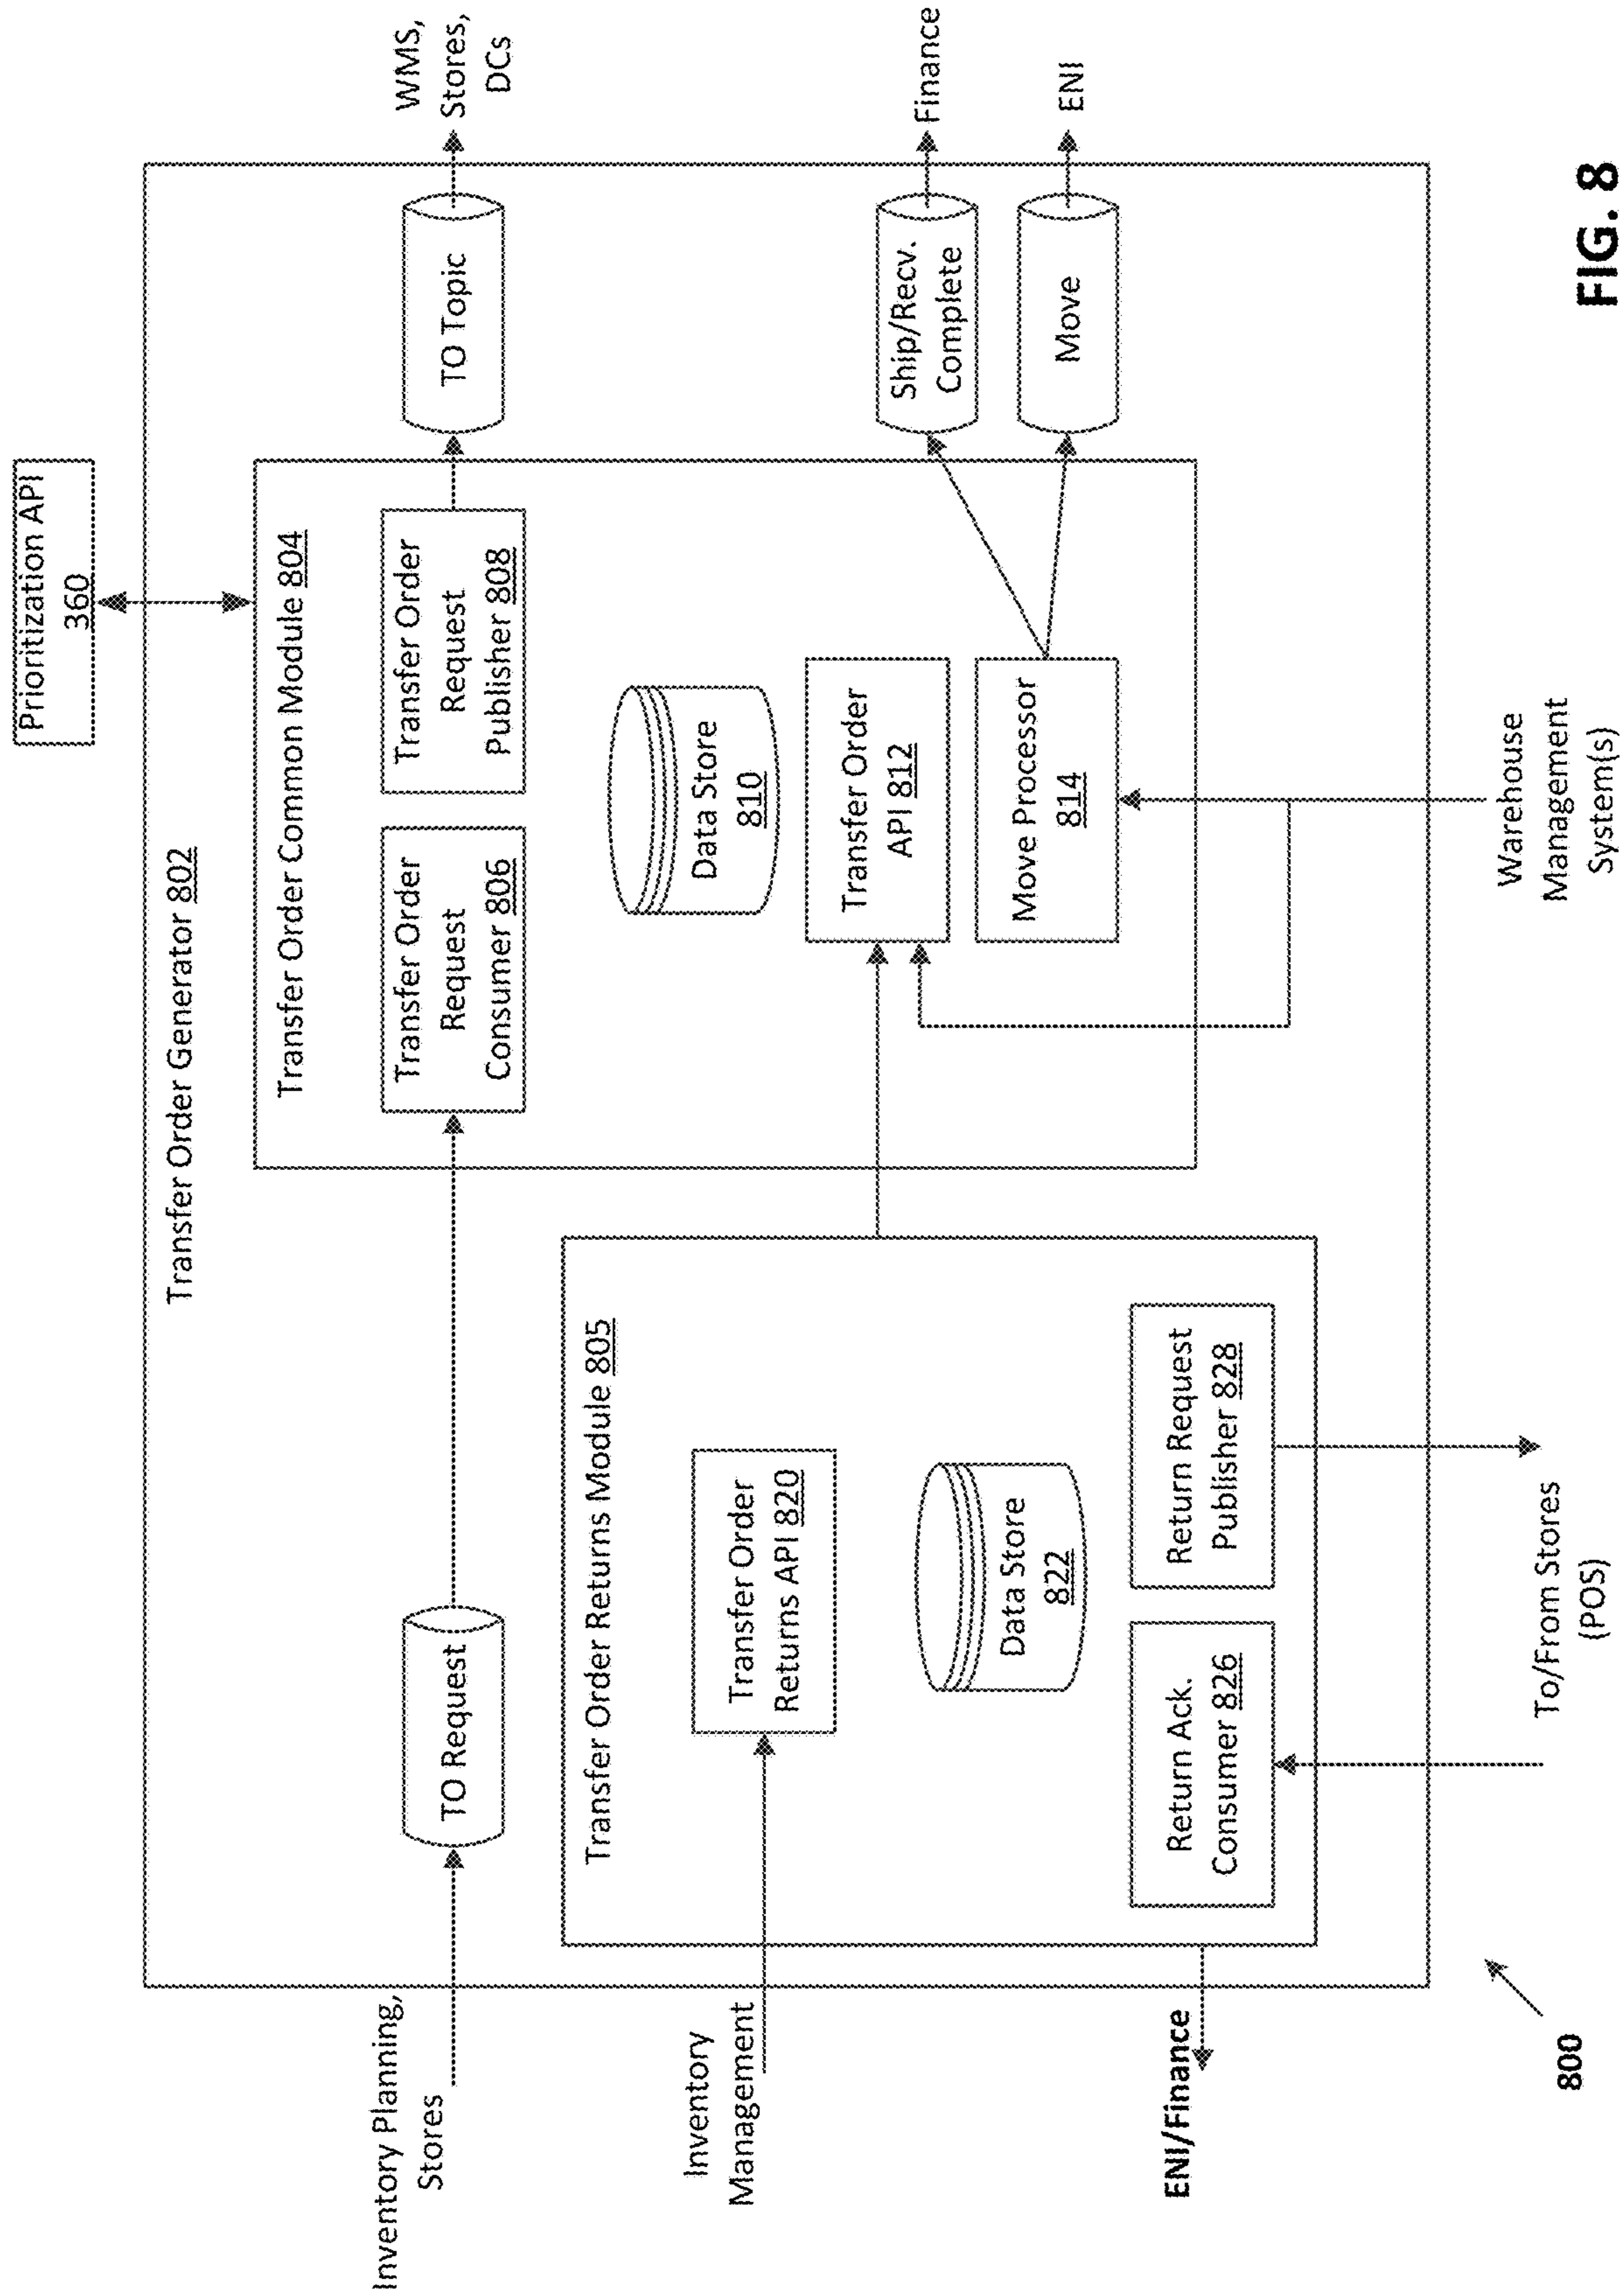 Prioritization API
360
Transfer Order Generator 802
Transfer Order Common Module 804
Inventory Planning,
Stores
TO Request
Transfer Order
Request
Consumer 806
Transfer Order
Request
Publisher 808
TO Topic
WMS,
Stores,
DCs
Transfer Order Returns Module 805
Data Store
810
Inventory
Management
Transfer Order
Returns API 820
Transfer Order
API 812
Ship/Recv.
Complete
Finance
Data Store
822
Move Processor
814
Move
ENI
ENI/Finance
Return Ack.
Consumer 826
Return Request
Publisher 828
To/From Stores
(POS)
Warehouse
Management
System(s)
800
FIG. 8